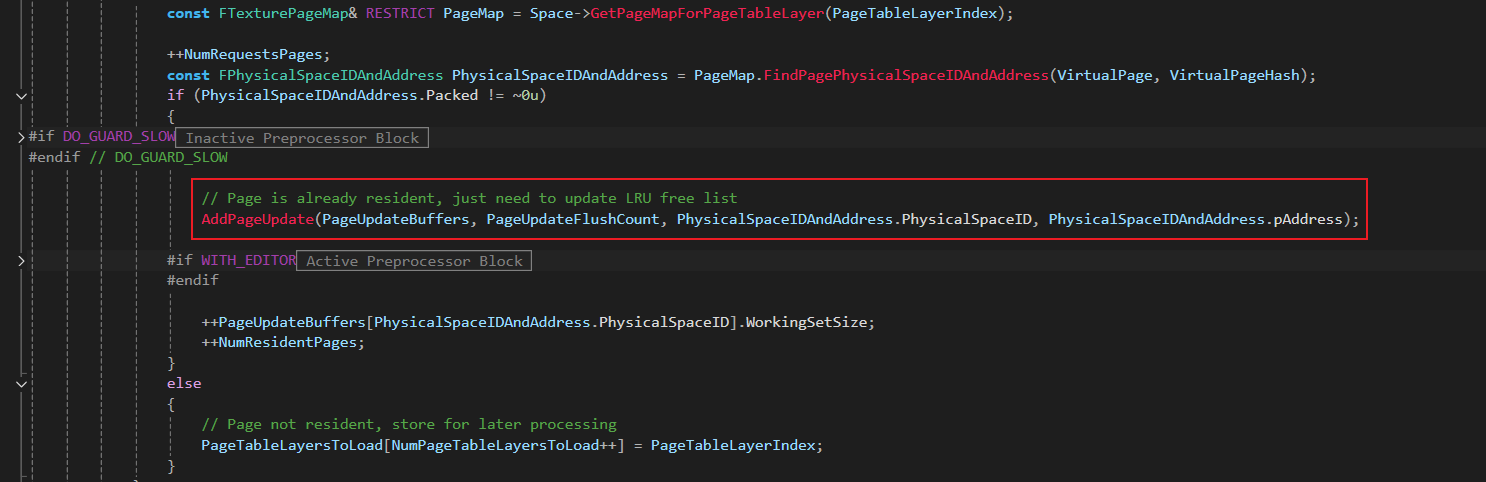 const FTexturePageMap& RESTRICT PageMap = Space->GetPageMapForPageTableLayer(PageTableLayerIndex);
++NumRequestsPages;
const FPhysicalSpaceIDAndAddress PhysicalSpaceIDAndAddress = PageMap.FindPagePhysicalSpaceIDAndAddress(VirtualPage, VirtualPageHash);
if (PhysicalSpaceIDAndAddress.Packed != ~0u)
{
#if DO_GUARD_SLOW Inactive Preprocessor Block
#endif // DO_GUARD_SLOW
// Page is already resident, just need to update LRU free list
AddPageUpdate(PageUpdateBuffers, PageUpdateFlushCount, PhysicalSpaceIDAndAddress.PhysicalSpaceID, PhysicalSpaceIDAndAddress.pAddress);
#if WITH_EDITOR Active Preprocessor Block
#endif
++PageUpdateBuffers[PhysicalSpaceIDAndAddress.PhysicalSpaceID].WorkingSetSize;
++NumResidentPages;
}
else
{
// Page not resident, store for later processing
PageTableLayersToLoad[NumPageTableLayersToLoad++] = PageTableLayerIndex;
}